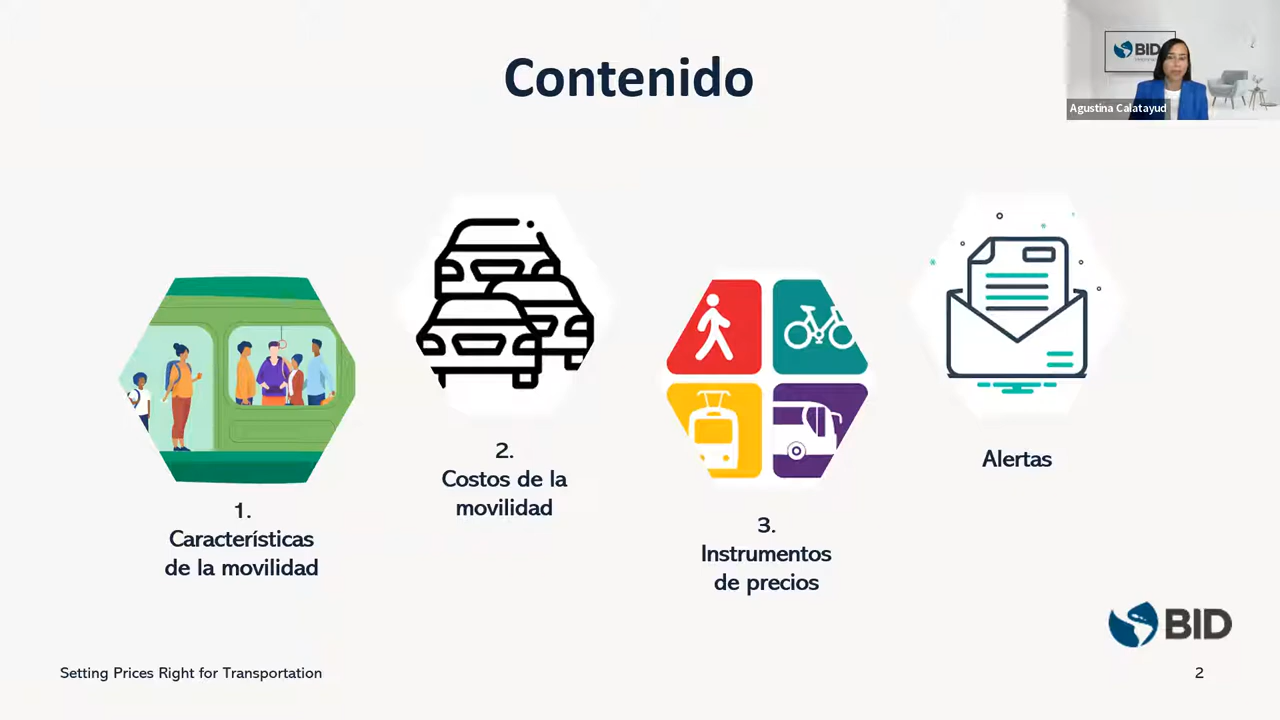 Contenido
BID
Agustina Calatayud
1.
Características
de la movilidad
2.
Costos de la
movilidad
3.
Instrumentos
de precios
Alertas
BID
Setting Prices Right for Transportation
2